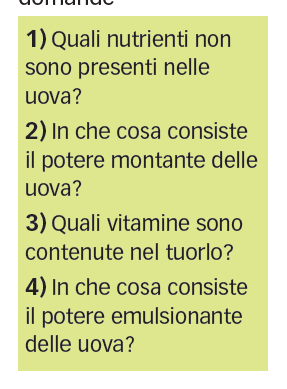 domande
1) Quali nutrienti non
sono presenti nelle
uova?
2) In che cosa consiste
il potere montante delle
uova?
3) Quali vitamine sono
contenute nel tuorlo?
4) In che cosa consiste
il potere emulsionante
delle uova?